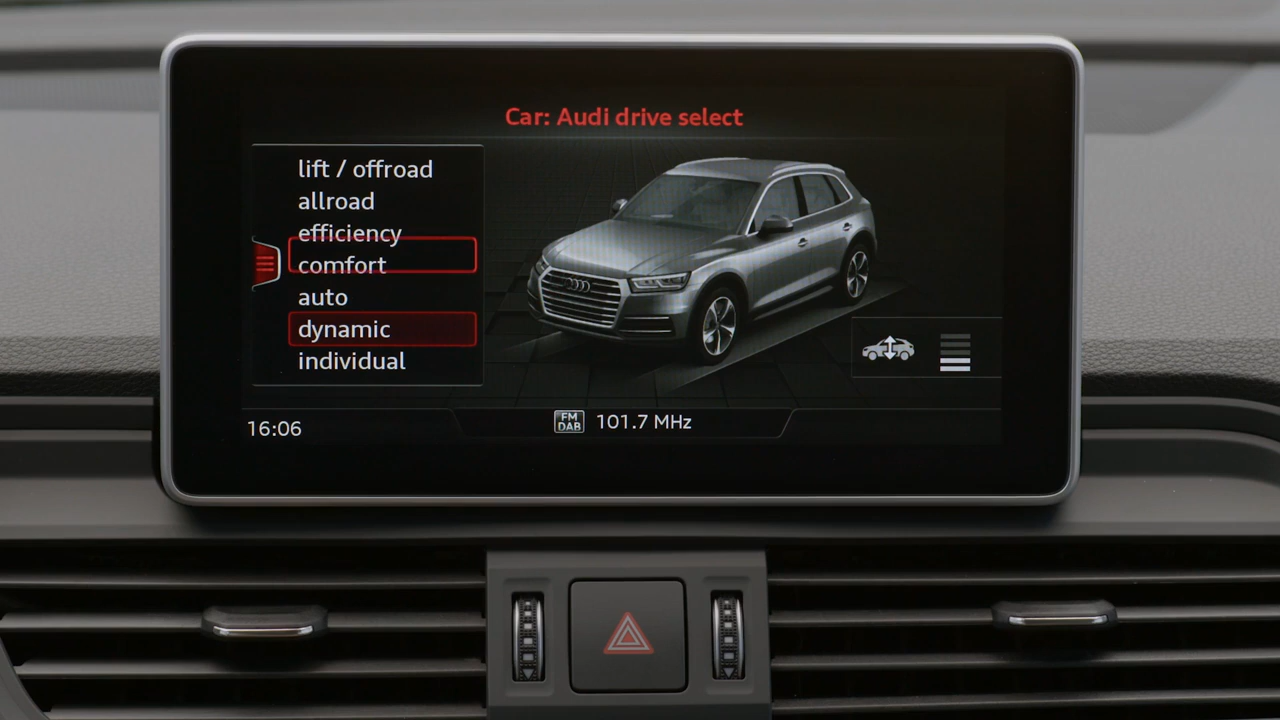 Car: Audi drive select
lift / offroad
allroad
efficiency
comfort
auto
dynamic
individual
16:06
FM
DAB
101.7 MHz